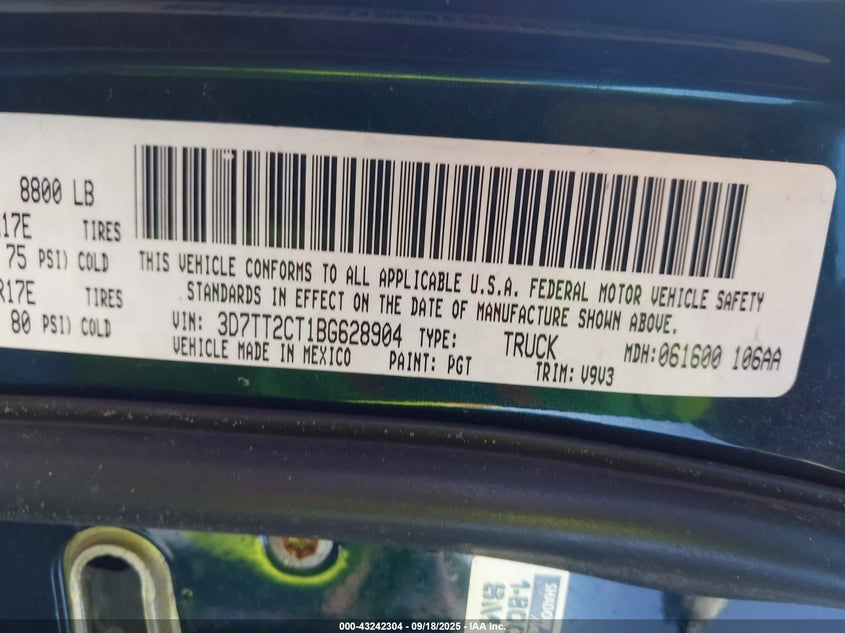 8800 LB
17E TIRES
75 PSI) COLD
R17E TIRES
80 PSI) COLD
THIS VEHICLE CONFORMS TO ALL APPLICABLE U.S.A. FEDERAL MOTOR VEHICLE SAFETY
STANDARDS IN EFFECT ON THE DATE OF MANUFACTURE SHOWN ABOVE.
VIN: 3D7TT2CT1BG628904 TYPE: TRUCK MDH: 061600 106AA
VEHICLE MADE IN MEXICO PAINT: PGT TRIM: V9V3
000-43242304 - 09/18/2025 - IAA Inc.